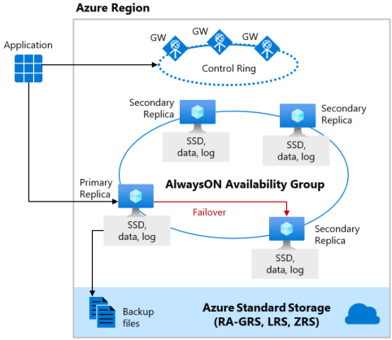 Azure Region
Application
GW
GW
GW
Control Ring
Secondary
Replica
SSD,
data, log
Secondary
Replica
SSD,
data, log
Primary
Replica
AlwaysON Availability Group
Failover
SSD,
data, log
Secondary
Replica
SSD,
data, log
Backup
files
Azure Standard Storage
(RA-GRS, LRS, ZRS)